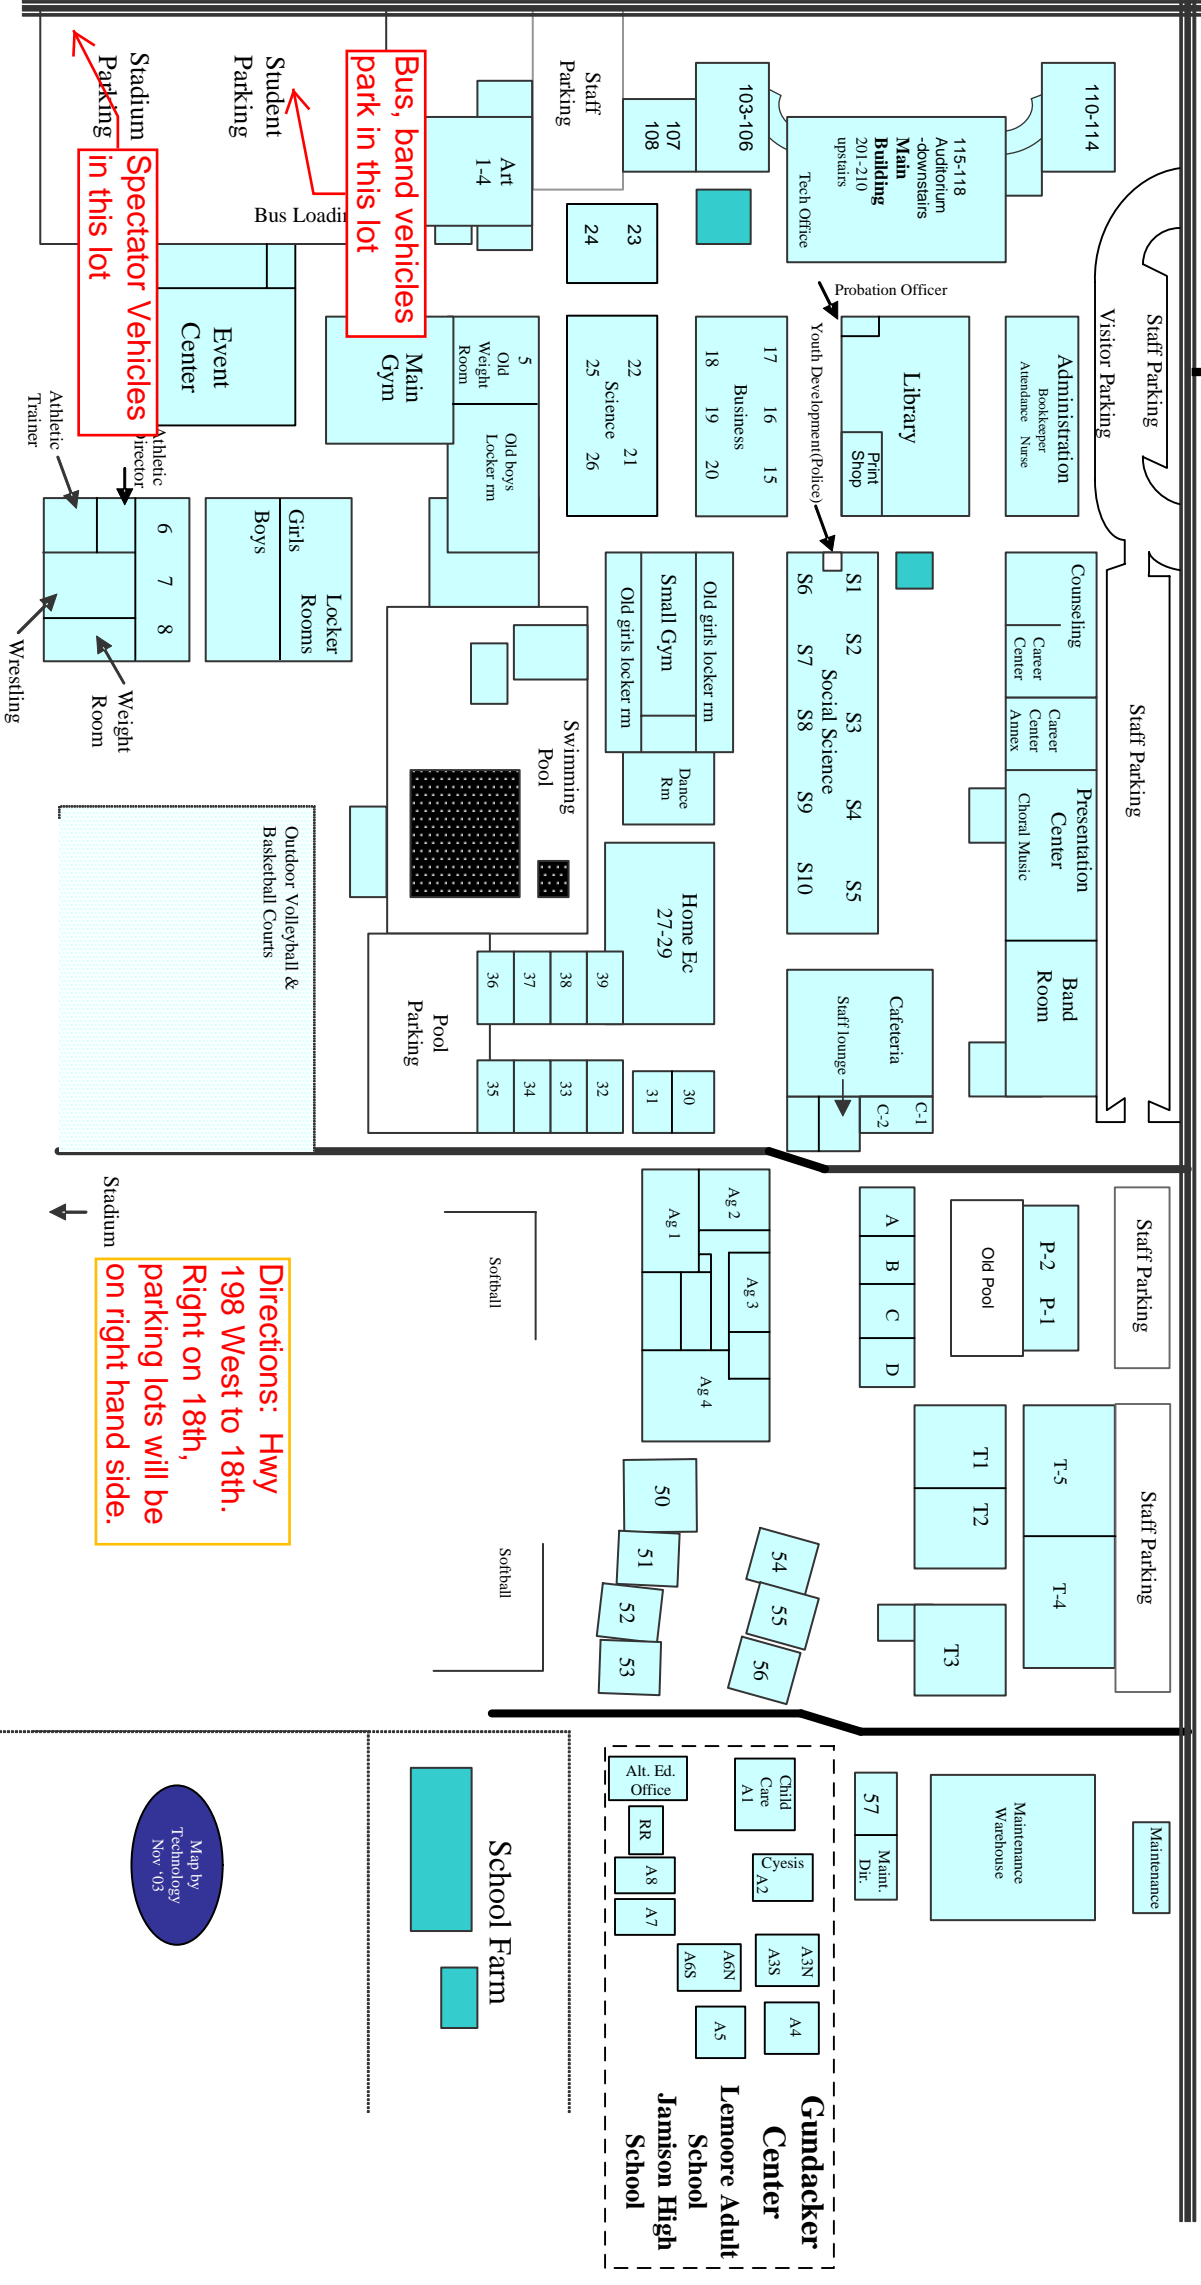 110-114
115-118
Auditorium
-downstairs
Main
Building
201-210
upstairs
Tech Office
103-106
107
108
Staff
Parking
Art
1-4
Bus, band vehicles
park in this lot
Student
Parking
Stadium
Parking
Spectator Vehicles
in this lot
Bus Loadin
Staff Parking
Visitor Parking
Administration
Bookkeeper
Attendance Nurse
Probation Officer
Library
Print
Shop
Youth Development(Police)
23
24
17 16 15
Business
18 19 20
22 21
Science
25 26
5
Old
Weight
Room
Old boys
Locker rm
Main
Gym
Event
Center
Athletic
Director
Athletic
Trainer
6 7 8
Wrestling
Weight
Room
Girls
Boys
Locker
Rooms
Staff Parking
Counseling
Career
Center
Career
Center
Annex
Presentation
Center
Choral Music
Band
Room
S1 S2 S3 S4 S5
Social Science
S6 S7 S8 S9 S10
Old girls locker rm
Small Gym
Old girls locker rm
Dance
Rm
Swimming
Pool
Home Ec
27-29
Outdoor Volleyball &
Basketball Courts
Cafeteria
Staff lounge
C-1
C-2
39
38
37
36
Pool
Parking
30
31
32
33
34
35
Stadium
Directions: Hwy
198 West to 18th.
Right on 18th,
parking lots will be
on right hand side.
Staff Parking
P-2 P-1
Old Pool
A B C D
Ag 2
Ag 1
Ag 3
Ag 4
Softball
Softball
Staff Parking
T-5
T-4
T1 T2
T3
50
51
52
53
54
55
56
Maintenance
Maintenance
Warehouse
57
Maint.
Dir.
Child
Care
A1
Alt. Ed.
Office
RR
Cyesis
A2
A8
A7
A3N
A3S
A6N
A6S
A4
A5
Gundacker
Center
Lemoore Adult
School
Jamison High
School
School Farm
Map by
Technology
Nov ‘03